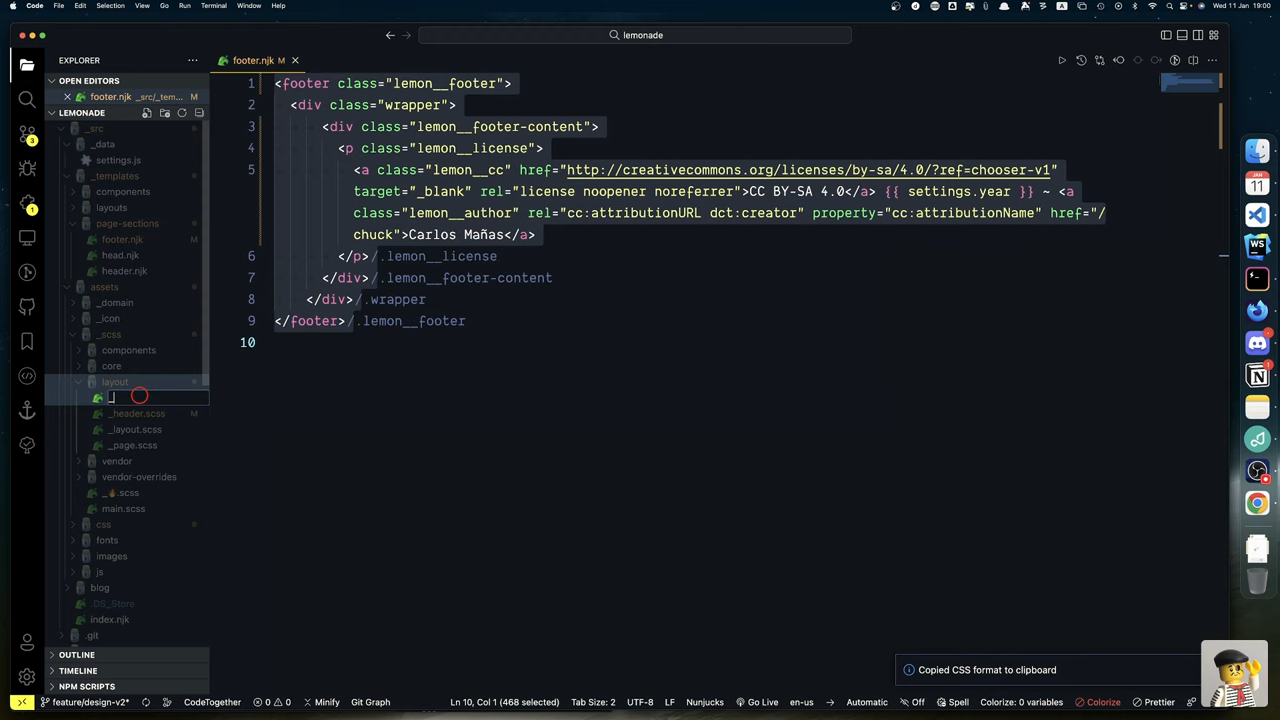 Code File Edit Selection View Go Run Terminal Window Help
Wed 11 Jan 19:00
lemonade
EXPLORER
footer.njk M
OPEN EDITORS
footer.njk _src/_tem... M
LEMONADE
_src
_data
settings.js
_templates
components
layouts
page-sections
footer.njk
head.njk
header.njk
assets
_domain
_icon
_scss
components
core
layout
_
_header.scss M
_layout.scss
_page.scss
vendor
vendor-overrides
_🔥.scss
main.scss
css
fonts
images
js
blog
.DS_Store
index.njk
.git
OUTLINE
TIMELINE
NPM SCRIPTS
1 <footer class="lemon__footer">
2 <div class="wrapper">
3 <div class="lemon__footer-content">
4 <p class="lemon__license">
5 <a class="lemon__cc" href="http://creativecommons.org/licenses/by-sa/4.0/?ref=chooser-v1"
target="_blank" rel="license noopener noreferrer">CC BY-SA 4.0</a> {{ settings.year }} ~ <a
class="lemon__author" rel="cc:attributionURL dct:creator" property="cc:attributionName" href="/
chuck">Carlos Mañas</a>
6 </p>/.lemon__license
7 </div>/.lemon__footer-content
8 </div>/.wrapper
9 </footer>/.lemon__footer
10
Copied CSS format to clipboard
feature/design-v2* CodeTogether 0 0 Minify Git Graph
Ln 10, Col 1 (468 selected) Tab Size: 2 UTF-8 LF Nunjucks Go Live en-us Automatic Off Spell Colorize: 0 variables Colorize Prettier